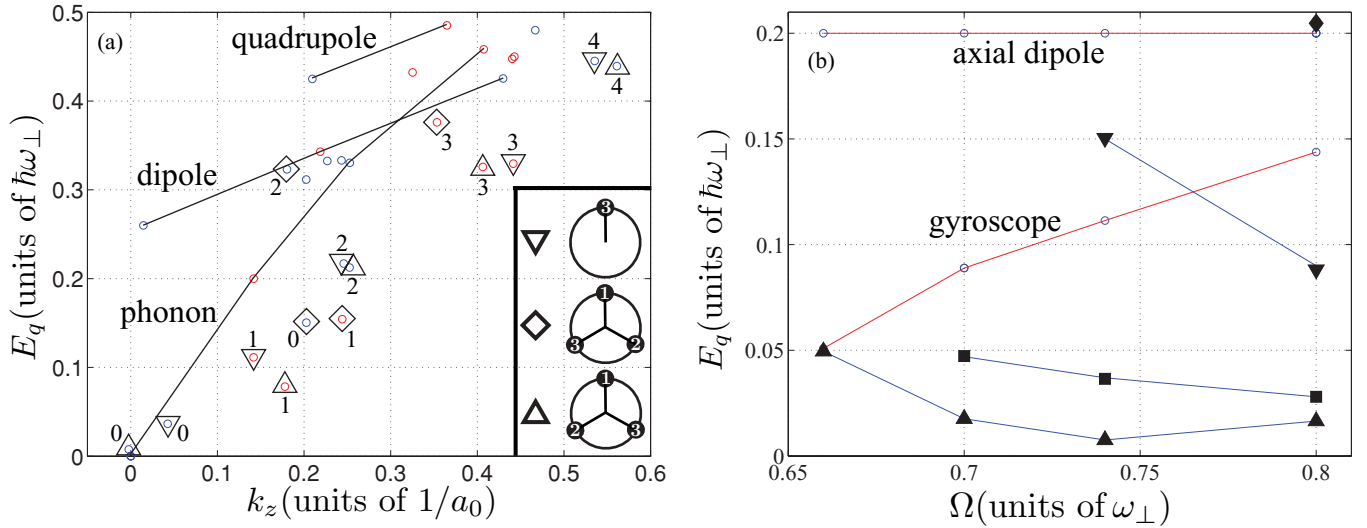 (a)
quadrupole
dipole
phonon
0.5
0.4
0.3
0.2
0.1
0
E_q(units of ħω⊥)
0 0.1 0.2 0.3 0.4 0.5 0.6
k_z(units of 1/a_0)
4
4
3
3
3
2
2
2
0
1
1
1
0
0
3
1
3 2
1
2 3
(b)
axial dipole
gyroscope
0.2
0.15
0.1
0.05
0
E_q(units of ħω⊥)
0.65 0.7 0.75 0.8
Ω(units of ω⊥)